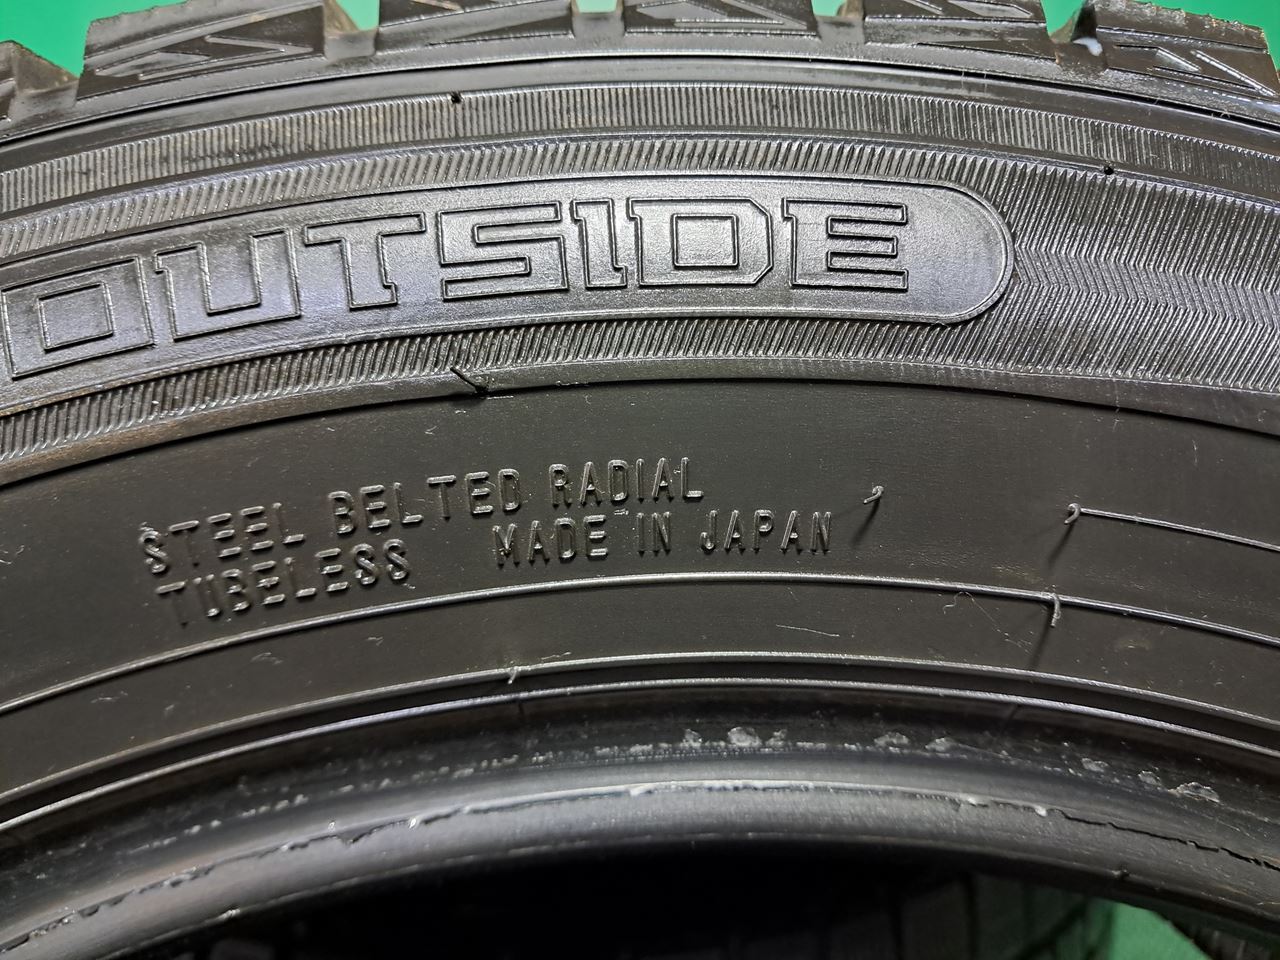 OUTSIDE
STEEL BELTED RADIAL
TUBELESS MADE IN JAPAN